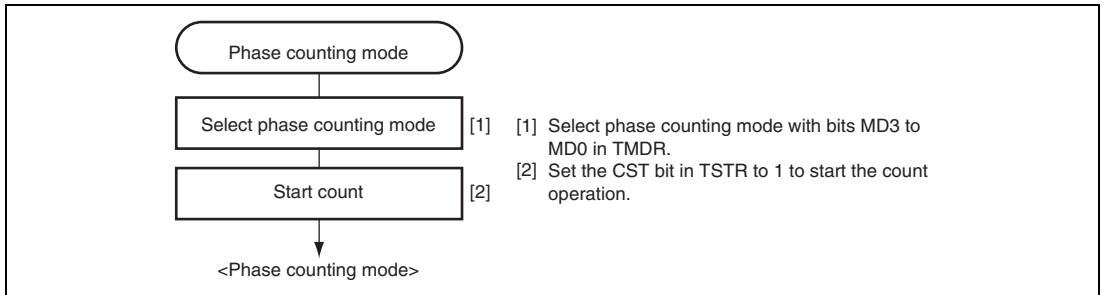 Phase counting mode
Select phase counting mode
[1]
[1] Select phase counting mode with bits MD3 to
MD0 in TMDR.
Start count
[2]
[2] Set the CST bit in TSTR to 1 to start the count
operation.
<Phase counting mode>